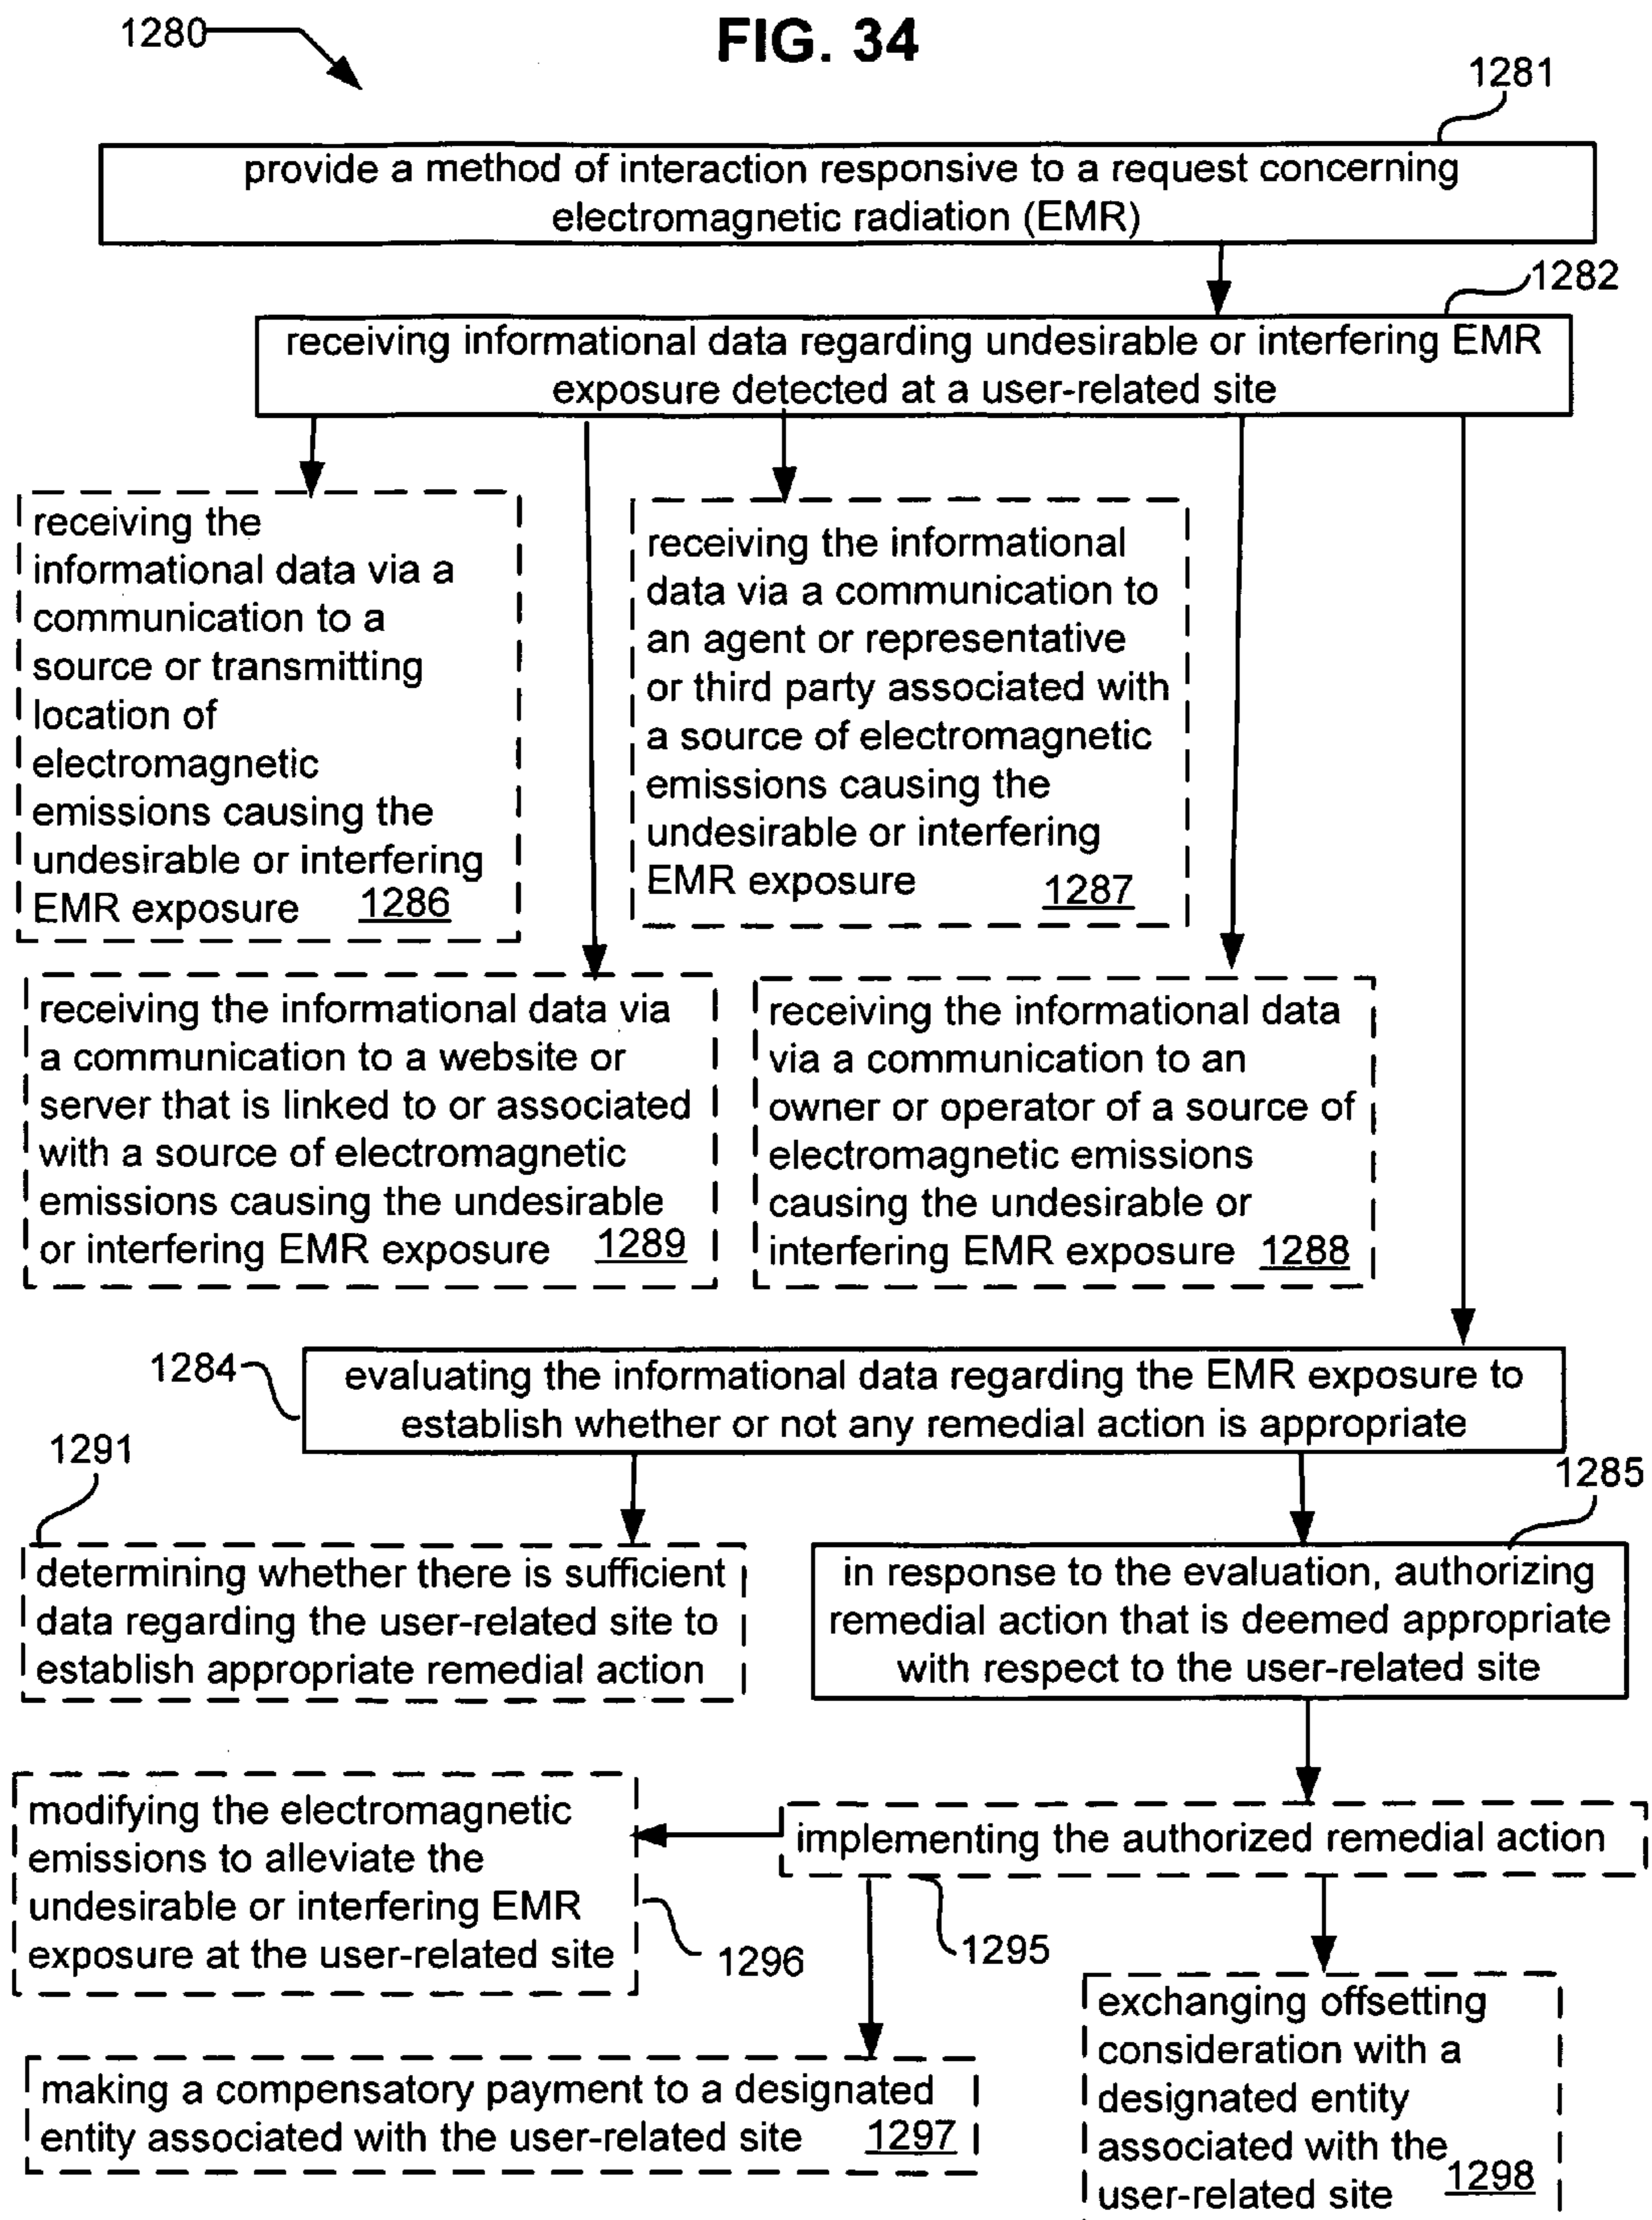 1280
FIG. 34
1281
provide a method of interaction responsive to a request concerning
electromagnetic radiation (EMR)
1282
receiving informational data regarding undesirable or interfering EMR
exposure detected at a user-related site
receiving the
informational data via a
communication to a
source or transmitting
location of
electromagnetic
emissions causing the
undesirable or interfering
EMR exposure 1286
receiving the informational
data via a communication to
an agent or representative
or third party associated with
a source of electromagnetic
emissions causing the
undesirable or interfering
EMR exposure 1287
receiving the informational data via
a communication to a website or
server that is linked to or associated
with a source of electromagnetic
emissions causing the undesirable
or interfering EMR exposure 1289
receiving the informational data
via a communication to an
owner or operator of a source of
electromagnetic emissions
causing the undesirable or
interfering EMR exposure 1288
1284
evaluating the informational data regarding the EMR exposure to
establish whether or not any remedial action is appropriate
1291
1285
determining whether there is sufficient
data regarding the user-related site to
establish appropriate remedial action
in response to the evaluation, authorizing
remedial action that is deemed appropriate
with respect to the user-related site
modifying the electromagnetic
emissions to alleviate the
undesirable or interfering EMR
exposure at the user-related site
1296
implementing the authorized remedial action
1295
making a compensatory payment to a designated
entity associated with the user-related site 1297
exchanging offsetting
consideration with a
designated entity
associated with the
user-related site 1298